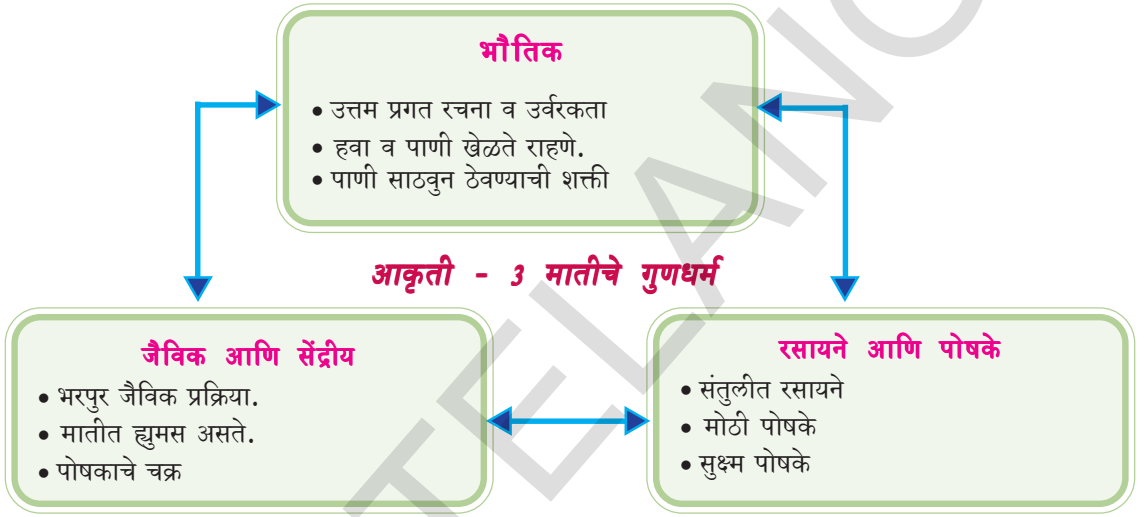 भौतिक
• उत्तम प्रगत रचना व उर्वरकता
• हवा व पाणी खेळते राहणे.
• पाणी साठवुन ठेवण्याची शक्ती
आकृती - 3 मातीचे गुणधर्म
जैविक आणि सेंद्रीय
• भरपुर जैविक प्रक्रिया.
• मातीत ह्युमस असते.
• पोषकाचे चक्र
रसायने आणि पोषके
• संतुलीत रसायने
• मोठी पोषके
• सुक्ष्म पोषके
TELANG